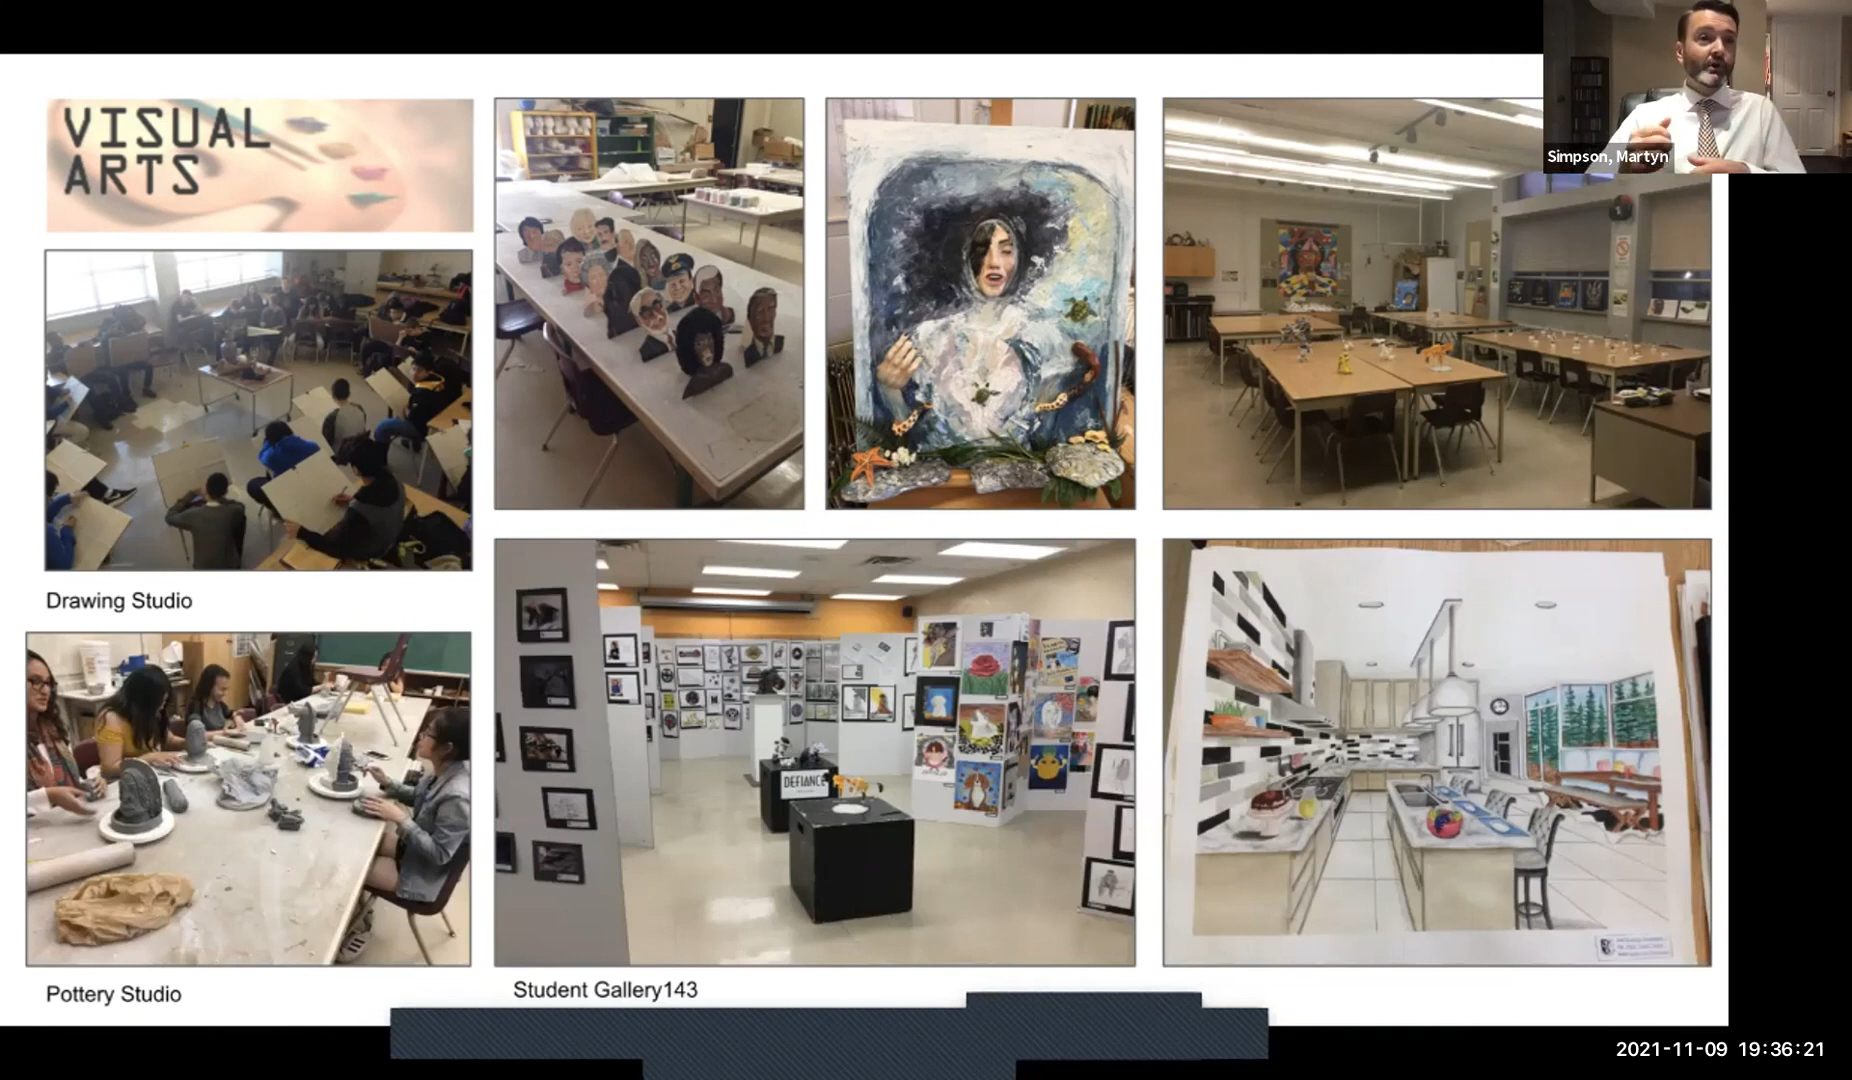 VISUAL
ARTS
Simpson, Martyn
Drawing Studio
DEFIANCE
Pottery Studio
Student Gallery143
2021-11-09 19:36:21